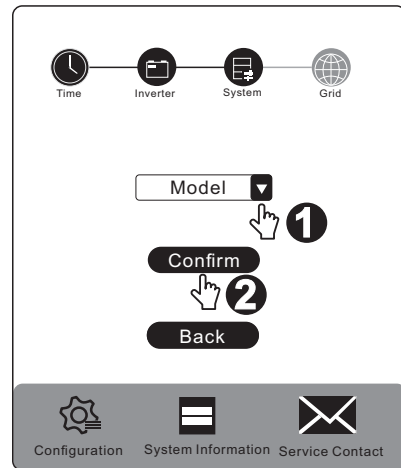 Time Inverter System Grid
Model
1
Confirm
2
Back
Configuration System Information Service Contact